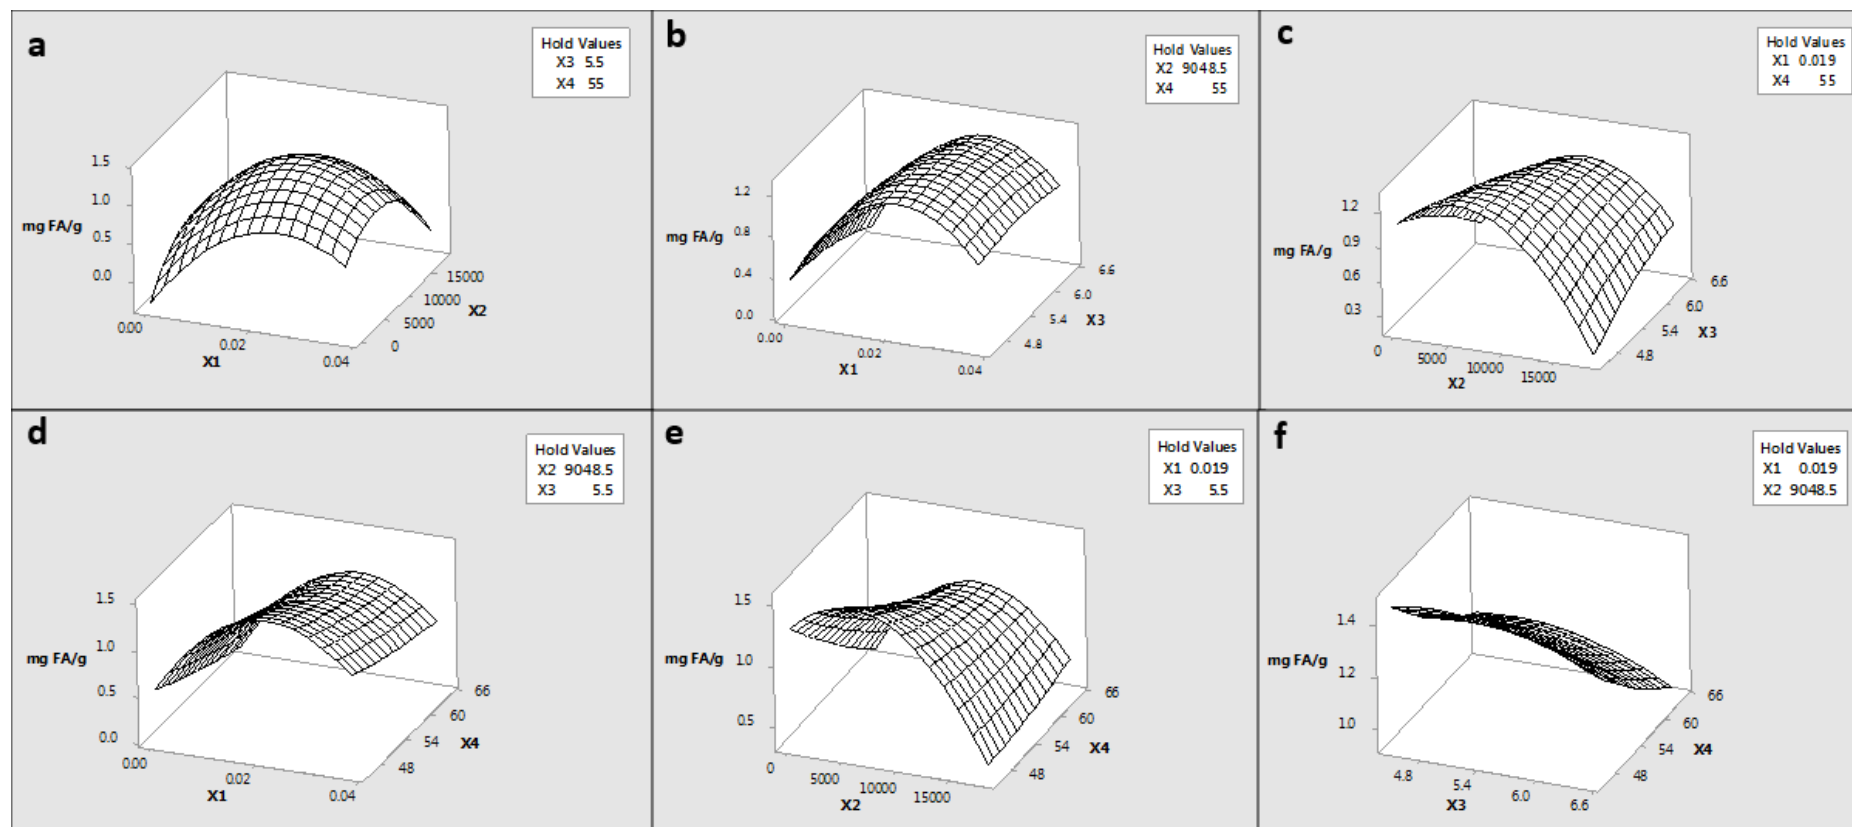 a
Hold Values
X3 5.5
X4 55
1.5
1.0
0.5
0.0
mg FA/g
0.00
0.02
0.04
X1
0
5000
10000
15000
X2
b
Hold Values
X2 9048.5
X4 55
1.2
0.8
0.4
0.0
mg FA/g
0.00
0.02
0.04
X1
4.8
5.4
6.0
6.6
X3
c
Hold Values
X1 0.019
X4 55
1.2
0.9
0.6
0.3
mg FA/g
0
5000
10000
15000
X2
4.8
5.4
6.0
6.6
X3
d
Hold Values
X2 9048.5
X3 5.5
1.5
1.0
0.5
0.0
mg FA/g
0.00
0.02
0.04
X1
48
54
60
66
X4
e
Hold Values
X1 0.019
X3 5.5
1.5
1.0
0.5
mg FA/g
0
5000
10000
15000
X2
48
54
60
66
X4
f
Hold Values
X1 0.019
X2 9048.5
1.4
1.2
1.0
mg FA/g
4.8
5.4
6.0
6.6
X3
48
54
60
66
X4